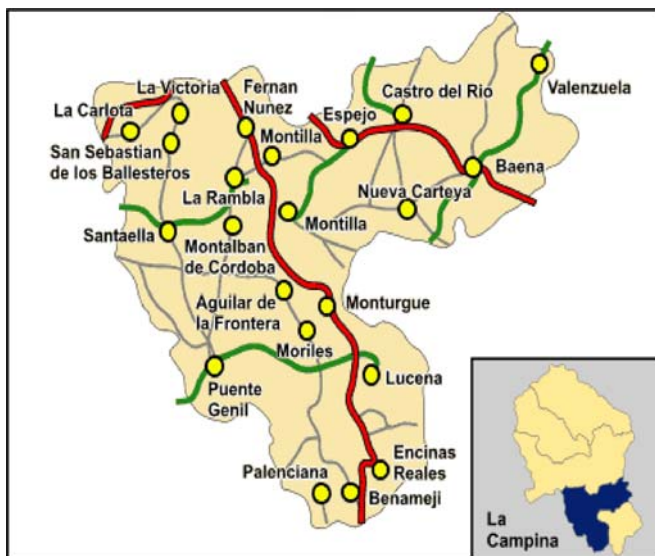 La Victoria
La Carlota
San Sebastian
de los Ballesteros
Fernan
Nunez
Montilla
Espejo
Castro del Rio
Valenzuela
La Rambla
Montilla
Nueva Carteya
Baena
Santaella
Montalban
de Cordoba
Aguilar de
la Frontera
Monturgue
Moriles
Puente
Genil
Lucena
Palenciana
Encinas
Reales
Benameji
La
Campina